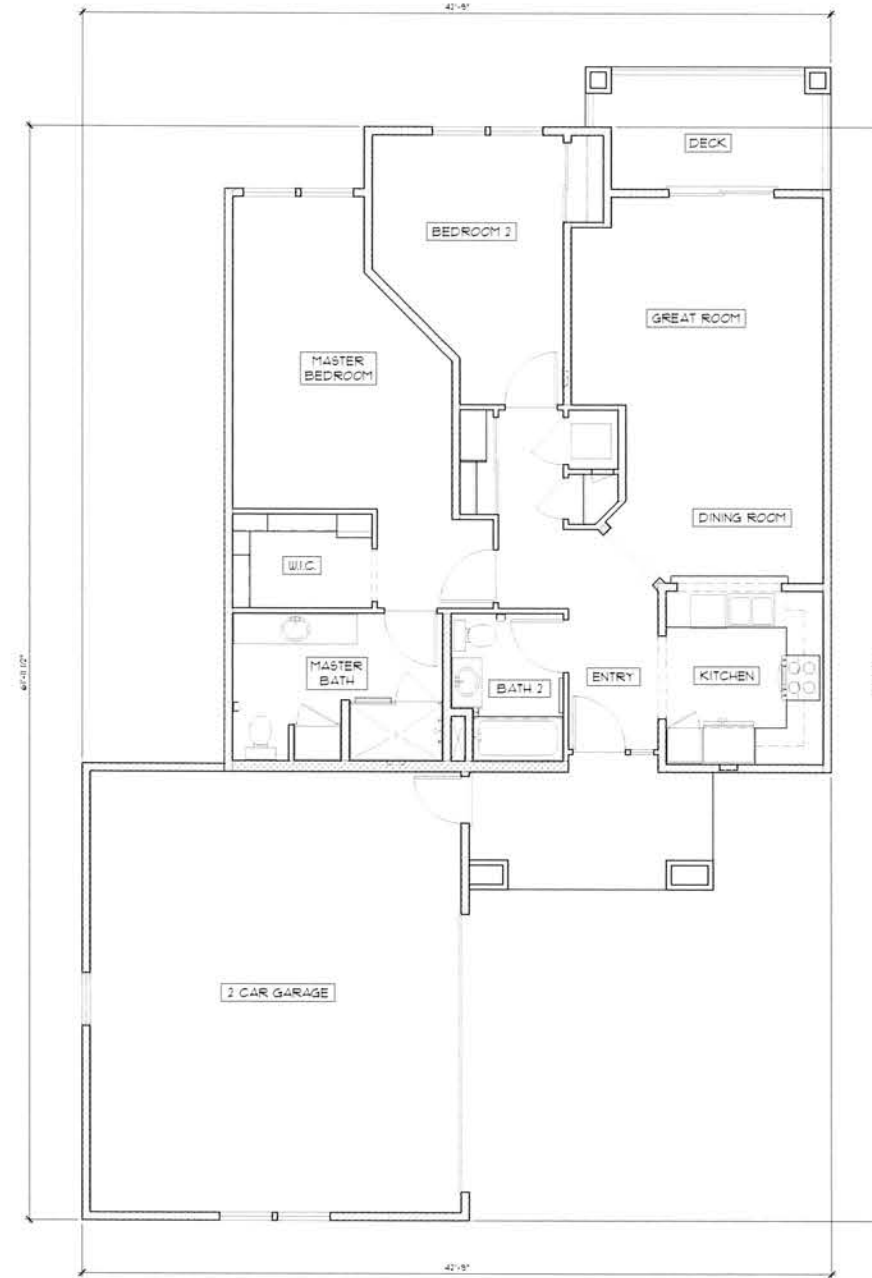 DECK
BEDROOM 2
GREAT ROOM
MASTER
BEDROOM
DINING ROOM
W.I.C.
MASTER
BATH
BATH 2
ENTRY
KITCHEN
2 CAR GARAGE